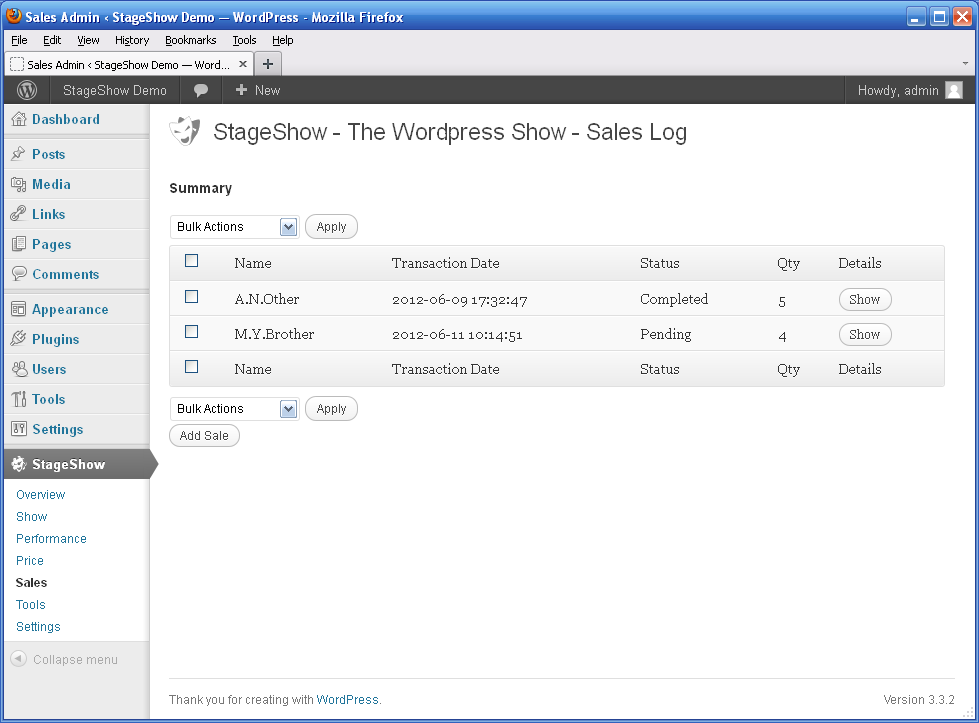 Sales Admin ‹ StageShow Demo — WordPress - Mozilla Firefox
File Edit View History Bookmarks Tools Help
Sales Admin ‹ StageShow Demo — Word...
StageShow Demo New Howdy, admin
Dashboard
Posts
Media
Links
Pages
Comments
Appearance
Plugins
Users
Tools
Settings
StageShow
Overview
Show
Performance
Price
Sales
Tools
Settings
Collapse menu
StageShow - The Wordpress Show - Sales Log
Summary
Bulk Actions Apply
Name Transaction Date Status Qty Details
A.N.Other 2012-06-09 17:32:47 Completed 5 Show
M.Y.Brother 2012-06-11 10:14:51 Pending 4 Show
Name Transaction Date Status Qty Details
Bulk Actions Apply
Add Sale
Thank you for creating with WordPress. Version 3.3.2